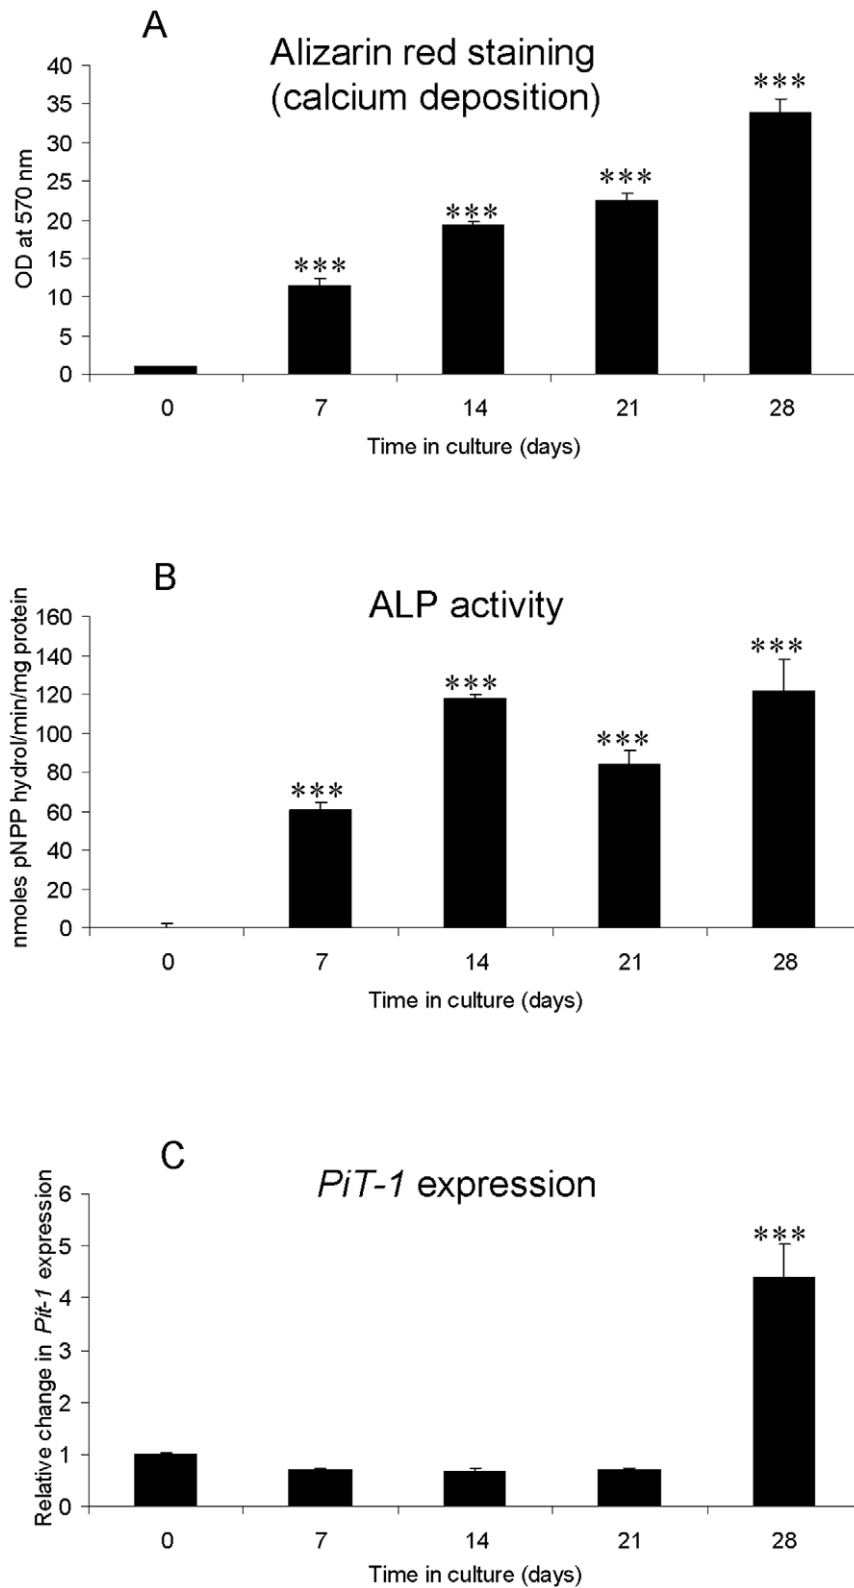 A
Alizarin red staining
(calcium deposition)
40
35
30
25
20
15
10
5
0
OD at 570 nm
***
***
***
***
0 7 14 21 28
Time in culture (days)
B
ALP activity
160
140
120
100
80
60
40
20
0
nmoles pNPP hydrol/min/mg protein
***
***
***
***
0 7 14 21 28
Time in culture (days)
C
PiT-1 expression
6
5
4
3
2
1
0
Relative change in Pit-1 expression
***
0 7 14 21 28
Time in culture (days)